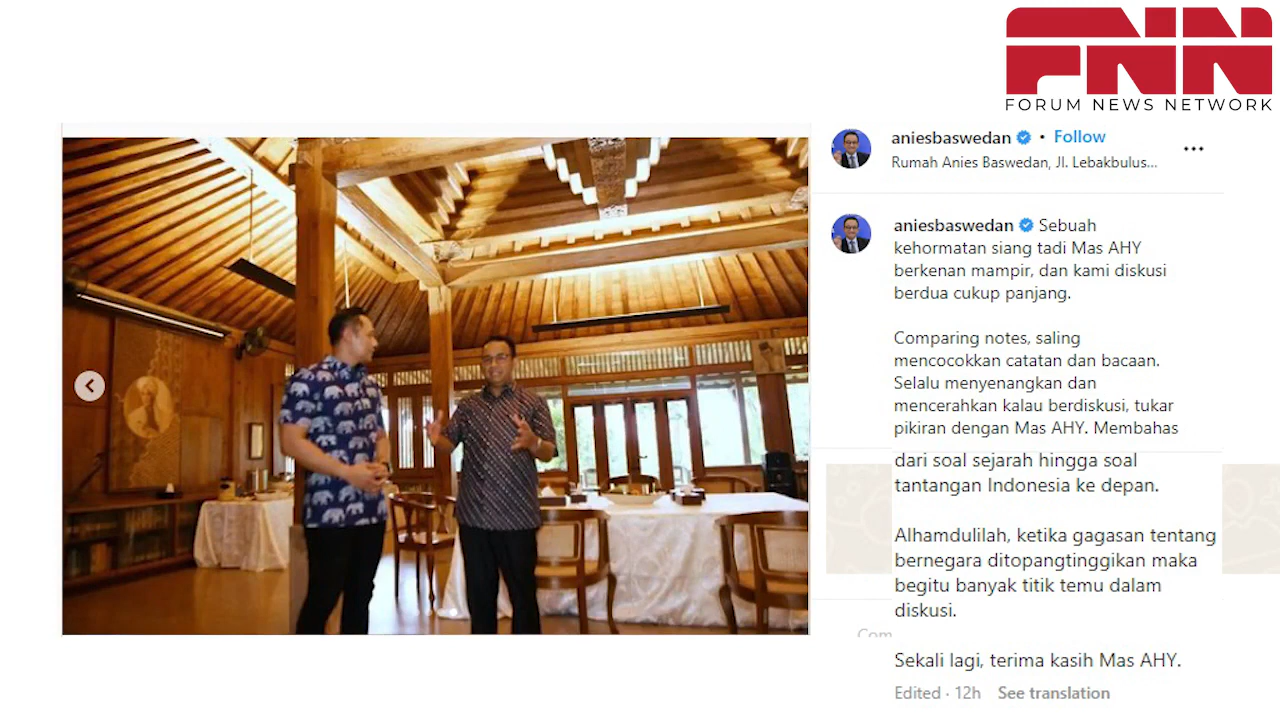 FNN
FORUM NEWS NETWORK
aniesbaswedan • Follow
Rumah Anies Baswedan, Jl. Lebakbulus...
aniesbaswedan Sebuah
kehormatan siang tadi Mas AHY
berkenan mampir, dan kami diskusi
berdua cukup panjang.
Comparing notes, saling
mencocokkan catatan dan bacaan.
Selalu menyenangkan dan
mencerahkan kalau berdiskusi, tukar
pikiran dengan Mas AHY. Membahas
dari soal sejarah hingga soal
tantangan Indonesia ke depan.
Alhamdulilah, ketika gagasan tentang
bernegara ditopangtinggikan maka
begitu banyak titik temu dalam
diskusi.
Com
Sekali lagi, terima kasih Mas AHY.
Edited · 12h See translation